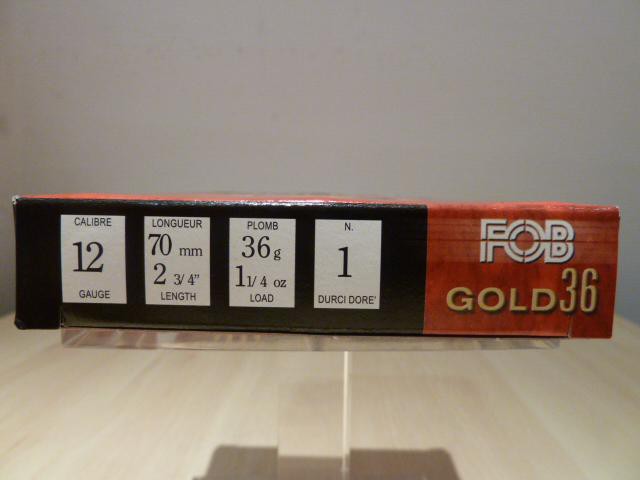 CALIBRE
12
GAUGE
LONGUEUR
70 mm
2 3/4"
LENGTH
PLOMB
36 g
1 1/4 oz
LOAD
N.
1
DURCI DORE'
FOB
GOLD 36